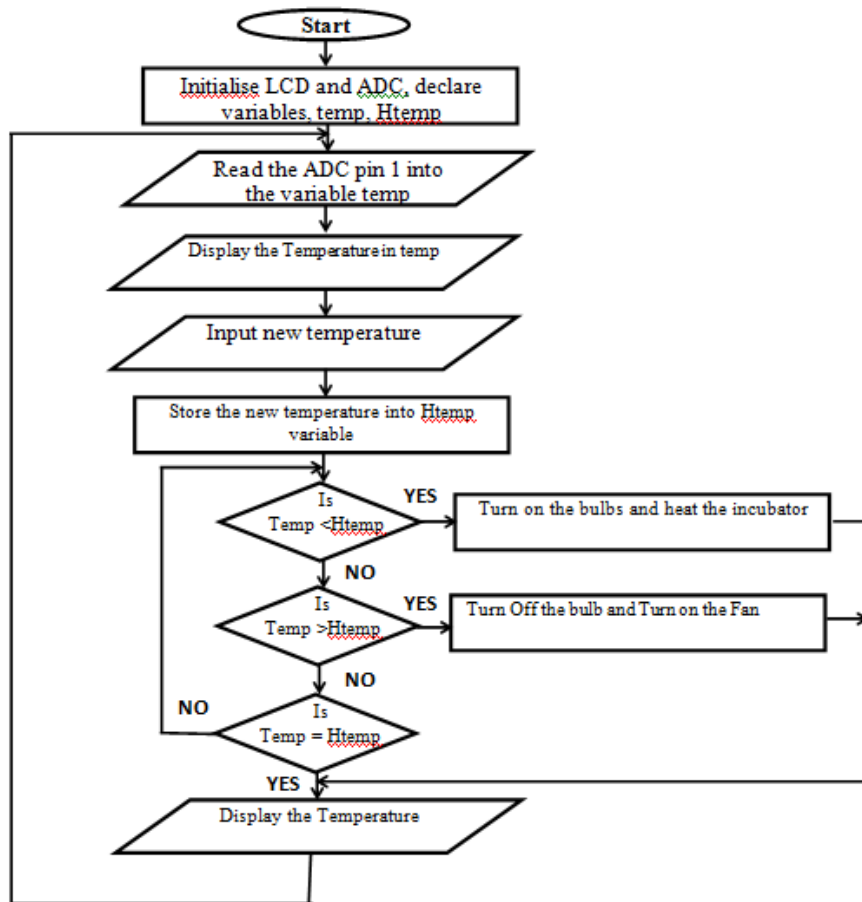 Start
Initialise LCD and ADC, declare
variables, temp, Htemp
Read the ADC pin 1 into
the variable temp
Display the Temperature in temp
Input new temperature
Store the new temperature into Htemp
variable
Is
Temp <Htemp
YES
Turn on the bulbs and heat the incubator
NO
Is
Temp >Htemp
YES
Turn Off the bulb and Turn on the Fan
NO
Is
Temp = Htemp
NO
YES
Display the Temperature